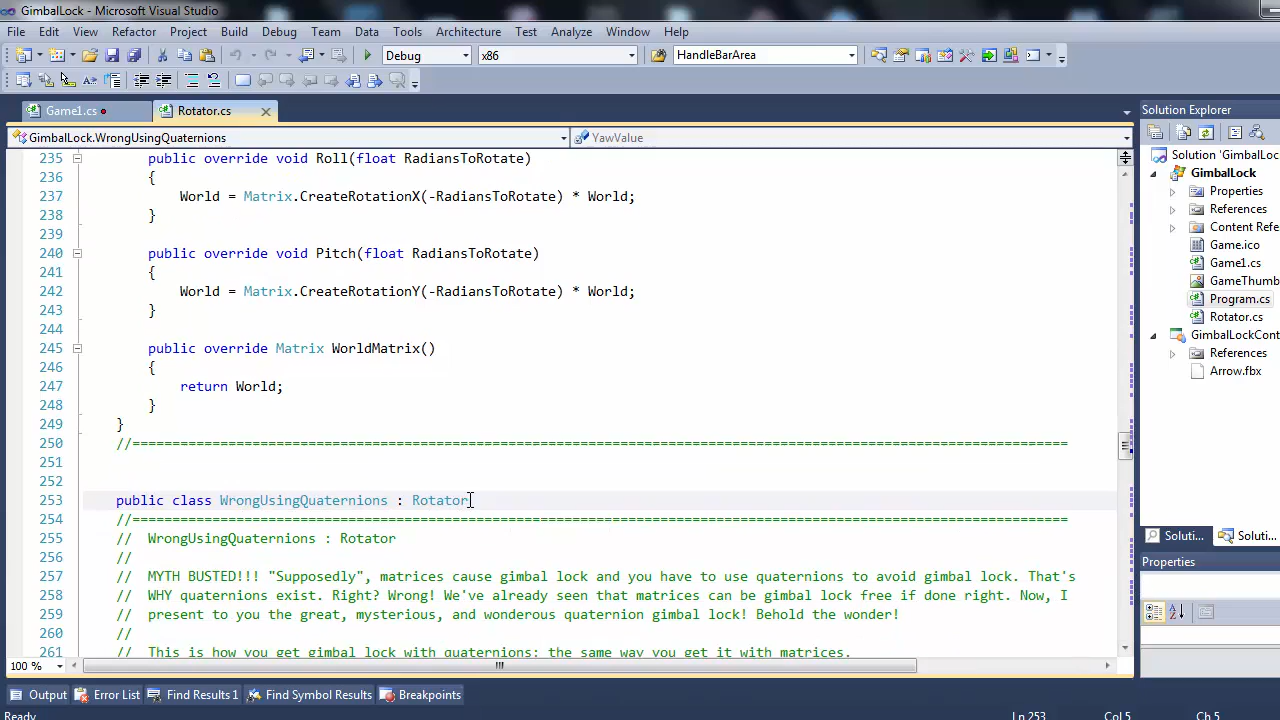 GimbalLock - Microsoft Visual Studio
File Edit View Refactor Project Build Debug Team Data Tools Architecture Test Analyze Window Help
Debug x86 HandleBarArea
Game1.cs Rotator.cs
Solution Explorer
GimbalLock.WrongUsingQuaternions YawValue
235 public override void Roll(float RadiansToRotate)
236 {
237 World = Matrix.CreateRotationX(-RadiansToRotate) * World;
238 }
239
240 public override void Pitch(float RadiansToRotate)
241 {
242 World = Matrix.CreateRotationY(-RadiansToRotate) * World;
243 }
244
245 public override Matrix WorldMatrix()
246 {
247 return World;
248 }
249 }
250 //=====================================================================================================================
251
252
253 public class WrongUsingQuaternions : Rotator
254 //=====================================================================================================================
255 // WrongUsingQuaternions : Rotator
256 //
257 // MYTH BUSTED!!! "Supposedly", matrices cause gimbal lock and you have to use quaternions to avoid gimbal lock. That's
258 // WHY quaternions exist. Right? Wrong! We've already seen that matrices can be gimbal lock free if done right. Now, I
259 // present to you the great, mysterious, and wonderous quaternion gimbal lock! Behold the wonder!
260 //
261 // This is how you get gimbal lock with quaternions: the same way you get it with matrices.
100 %
Solution 'GimbalLo
GimbalLock
Properties
References
Content Refe
Game.ico
Game1.cs
GameThumb
Program.cs
Rotator.cs
GimbalLockCont
References
Arrow.fbx
Soluti... Soluti...
Properties
Output Error List Find Results 1 Find Symbol Results Breakpoints
Ready Ln 253 Col 5 Ch 5